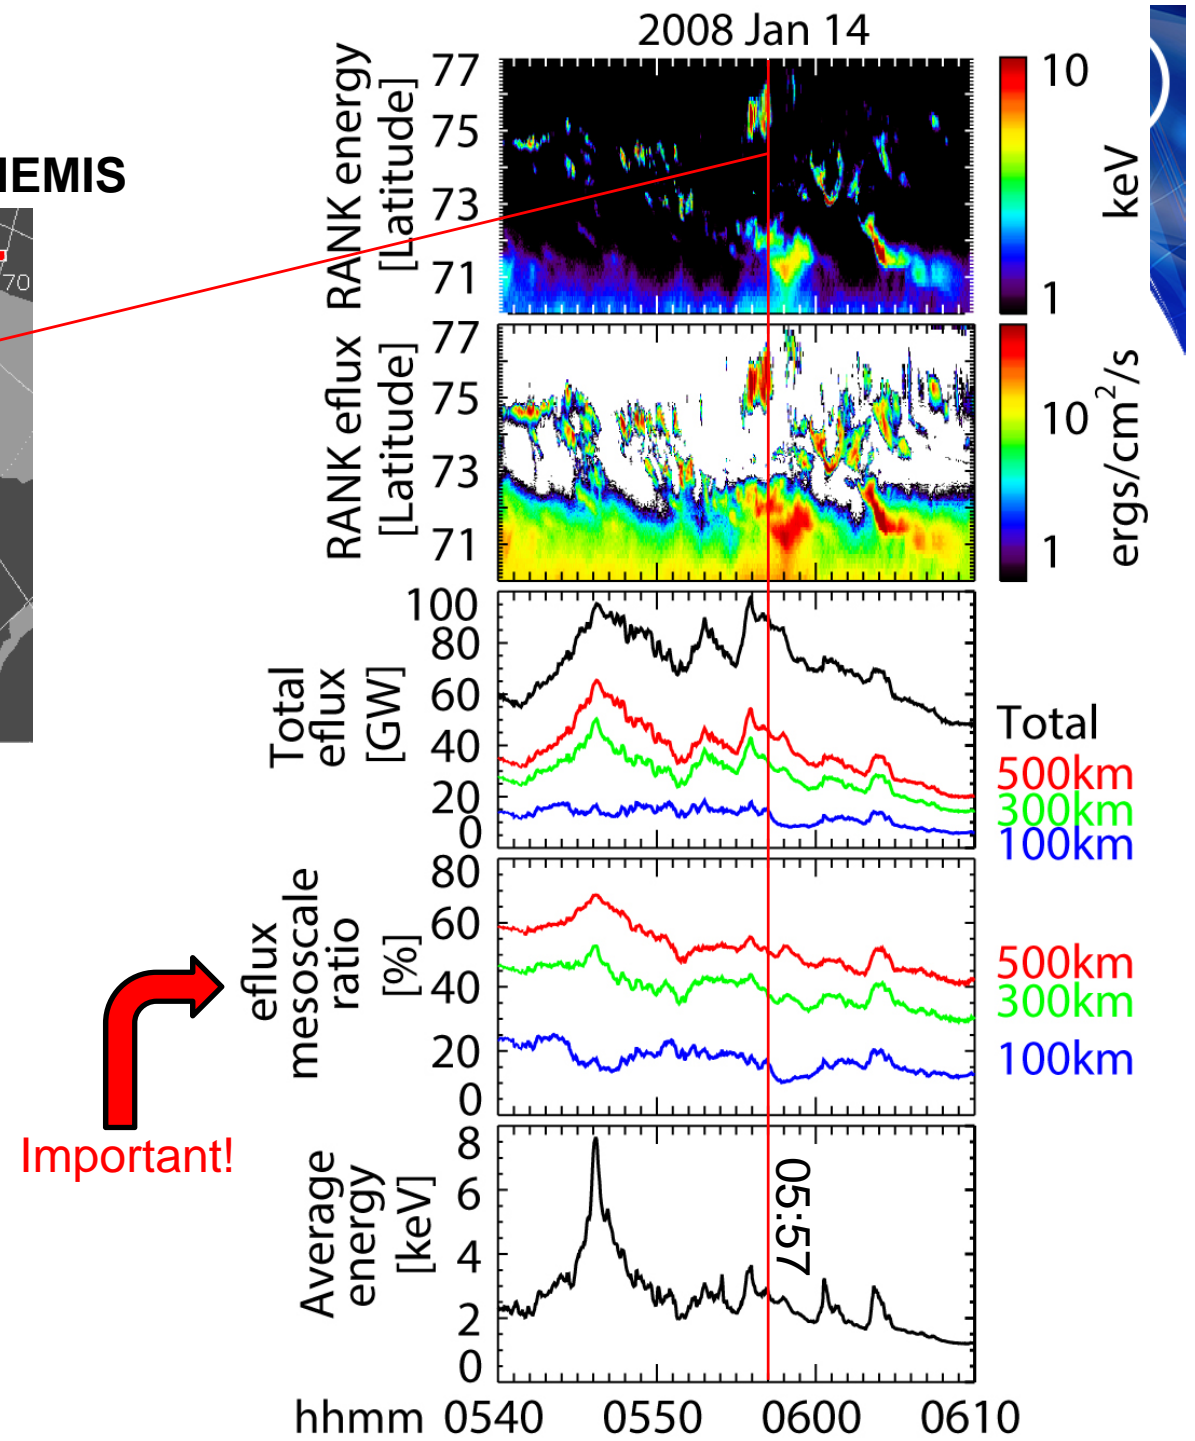 2008 Jan 14
IEMIS
70
RANK energy
[Latitude]
77
75
73
71
10
1
keV
RANK eflux
[Latitude]
77
75
73
71
10
1
ergs/cm2/s
Total
eflux
[GW]
100
80
60
40
20
0
Total
500km
300km
100km
eflux
mesoscale
ratio
[%]
80
60
40
20
0
500km
300km
100km
Important!
Average
energy
[keV]
8
6
4
2
0
05:57
hhmm 0540 0550 0600 0610